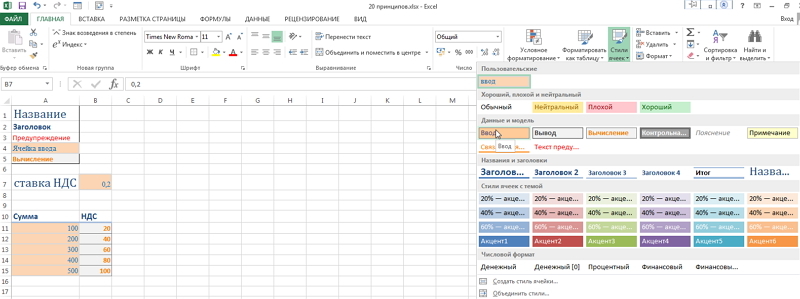 20 принципов.xlsx - Excel
ФАЙЛ ГЛАВНАЯ ВСТАВКА РАЗМЕТКА СТРАНИЦЫ ФОРМУЛЫ ДАННЫЕ РЕЦЕНЗИРОВАНИЕ ВИД Вход
Знак возведения в степень
Индекс
Вставить
Times New Roma 11
Ж К Ч
Перенести текст
Объединить и поместить в центре
Общий
Условное форматирование
Форматировать как таблицу
Стили ячеек
Вставить
Удалить
Формат
Сортировка и фильтр
Найти и выделить
Буфер обмена Шрифт Выравнивание
B7 0,2
A B C D E F G H I J K L M
1 Название
2 Заголовок
3 Предупреждение
4 Ячейка ввода
5 Вычисление
6
7 ставка НДС 0,2
8
9
10 Сумма НДС
11 100 20
12 200 40
13 300 60
14 400 80
15 500 100
16
17
Пользовательские
ввод
Хороший, плохой и нейтральный
Обычный Нейтральный Плохой Хороший
Данные и модель
Ввод Вывод Вычисление Контрольна... Пояснение Примечание
Текст преду...
Ввод
Названия и заголовки
Заголов... Заголовок 2 Заголовок 3 Заголовок 4 Итог Назва...
Стили ячеек с темой
20% — акце... 20% — акце... 20% — акце... 20% — акце... 20% — акце... 20% — акце...
40% — акце... 40% — акце... 40% — акце... 40% — акце... 40% — акце... 40% — акце...
60% — акце... 60% — акце... 60% — акце... 60% — акце... 60% — акце... 60% — акце...
Акцент1 Акцент2 Акцент3 Акцент4 Акцент5 Акцент6
Числовой формат
Денежный Денежный [0] Процентный Финансовый Финансовы...
Создать стиль ячейки...
Объединить стили...